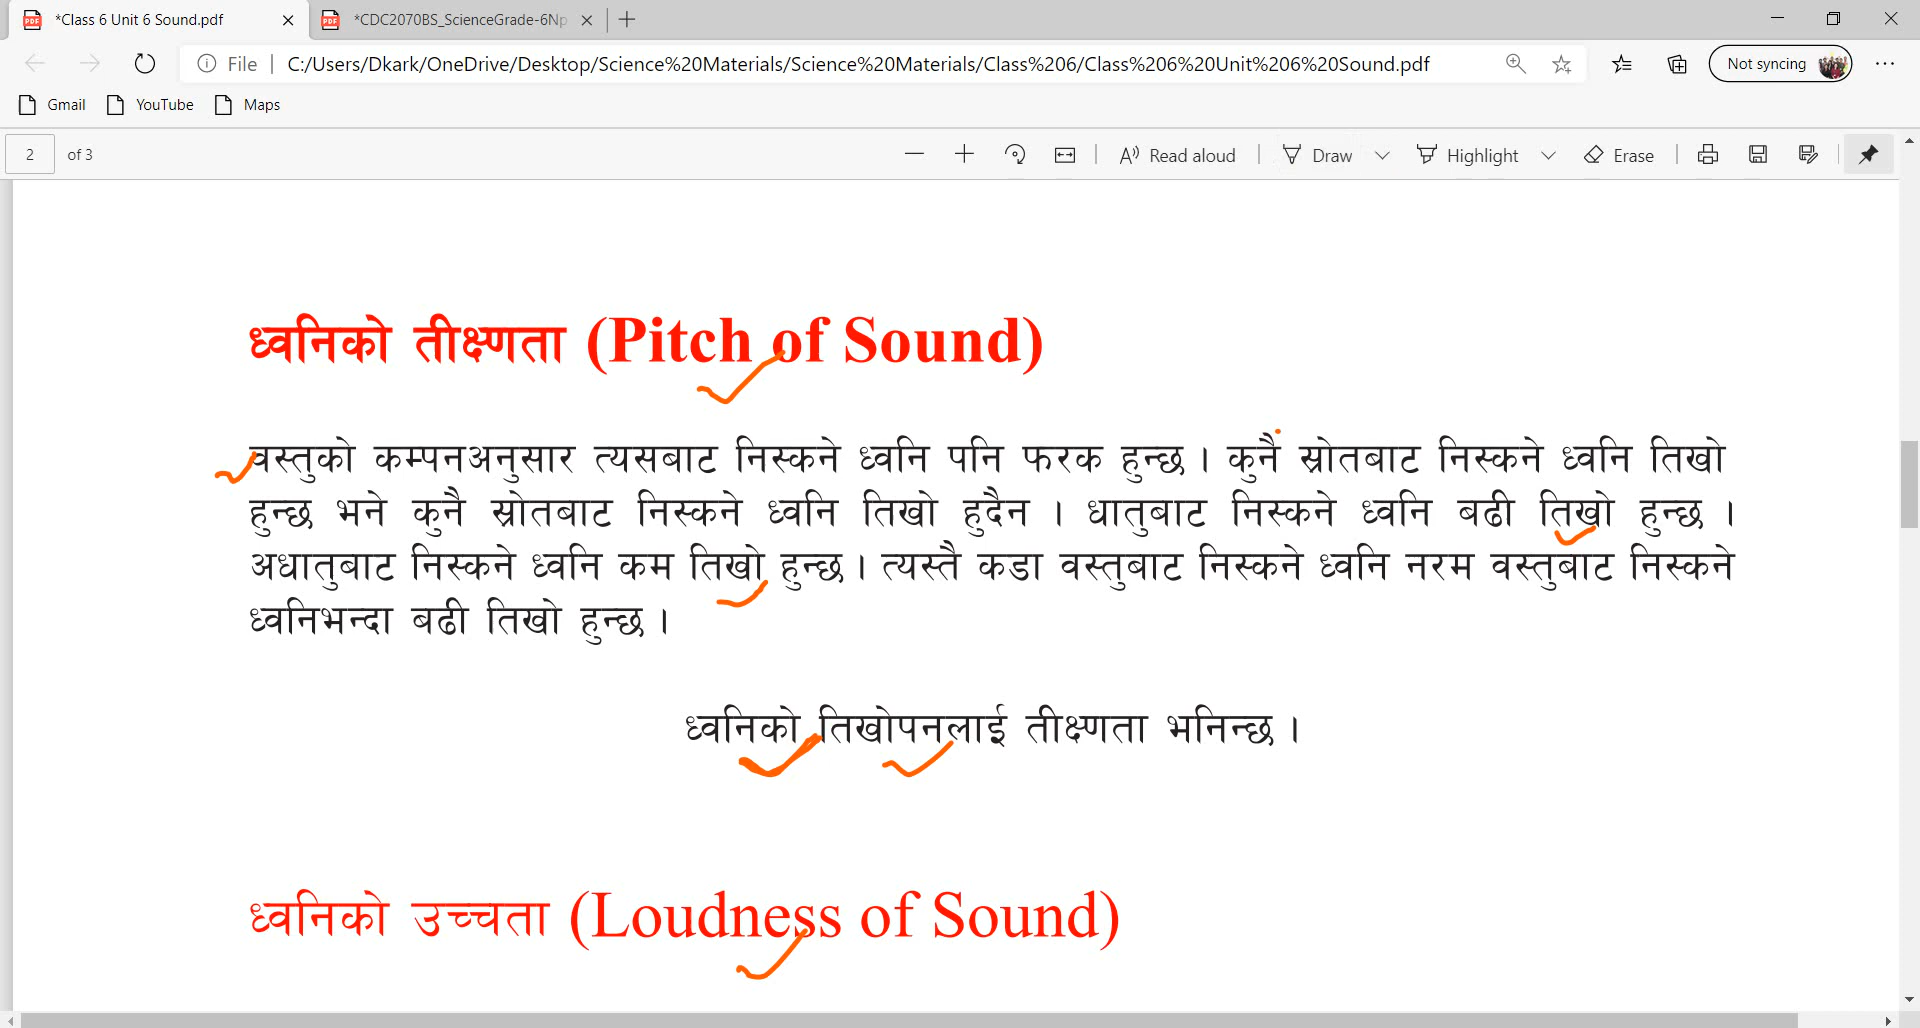 *Class 6 Unit 6 Sound.pdf
*CDC2070BS_ScienceGrade-6Np
File
C:/Users/Dkark/OneDrive/Desktop/Science%20Materials/Science%20Materials/Class%206/Class%206%20Unit%206%20Sound.pdf
Not syncing
Gmail YouTube Maps
2 of 3
Read aloud Draw Highlight Erase
ध्वनिको तीक्ष्णता (Pitch of Sound)
वस्तुको कम्पनअनुसार त्यसबाट निस्कने ध्वनि पनि फरक हुन्छ । कुनै स्रोतबाट निस्कने ध्वनि तिखो
हुन्छ भने कुनै स्रोतबाट निस्कने ध्वनि तिखो हुदैन । धातुबाट निस्कने ध्वनि बढी तिखो हुन्छ ।
अधातुबाट निस्कने ध्वनि कम तिखो हुन्छ । त्यस्तै कडा वस्तुबाट निस्कने ध्वनि नरम वस्तुबाट निस्कने
ध्वनिभन्दा बढी तिखो हुन्छ ।
ध्वनिको तिखोपनलाई तीक्ष्णता भनिन्छ ।
ध्वनिको उच्चता (Loudness of Sound)